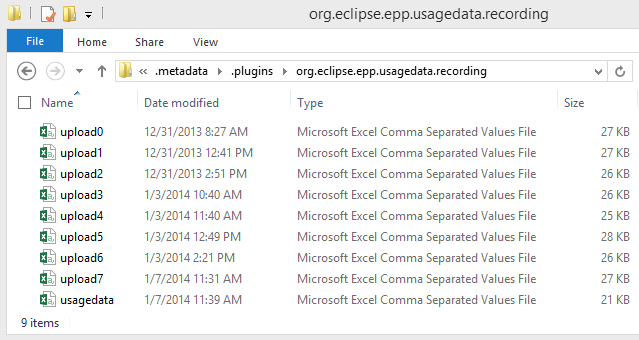 org.eclipse.epp.usagedata.recording
File Home Share View
« .metadata .plugins org.eclipse.epp.usagedata.recording
Name Date modified Type Size
upload0 12/31/2013 8:27 AM Microsoft Excel Comma Separated Values File 27 KB
upload1 12/31/2013 12:41 PM Microsoft Excel Comma Separated Values File 27 KB
upload2 12/31/2013 2:51 PM Microsoft Excel Comma Separated Values File 26 KB
upload3 1/3/2014 10:40 AM Microsoft Excel Comma Separated Values File 26 KB
upload4 1/3/2014 11:40 AM Microsoft Excel Comma Separated Values File 25 KB
upload5 1/3/2014 12:49 PM Microsoft Excel Comma Separated Values File 28 KB
upload6 1/3/2014 2:21 PM Microsoft Excel Comma Separated Values File 26 KB
upload7 1/7/2014 11:31 AM Microsoft Excel Comma Separated Values File 27 KB
usagedata 1/7/2014 11:39 AM Microsoft Excel Comma Separated Values File 21 KB
9 items